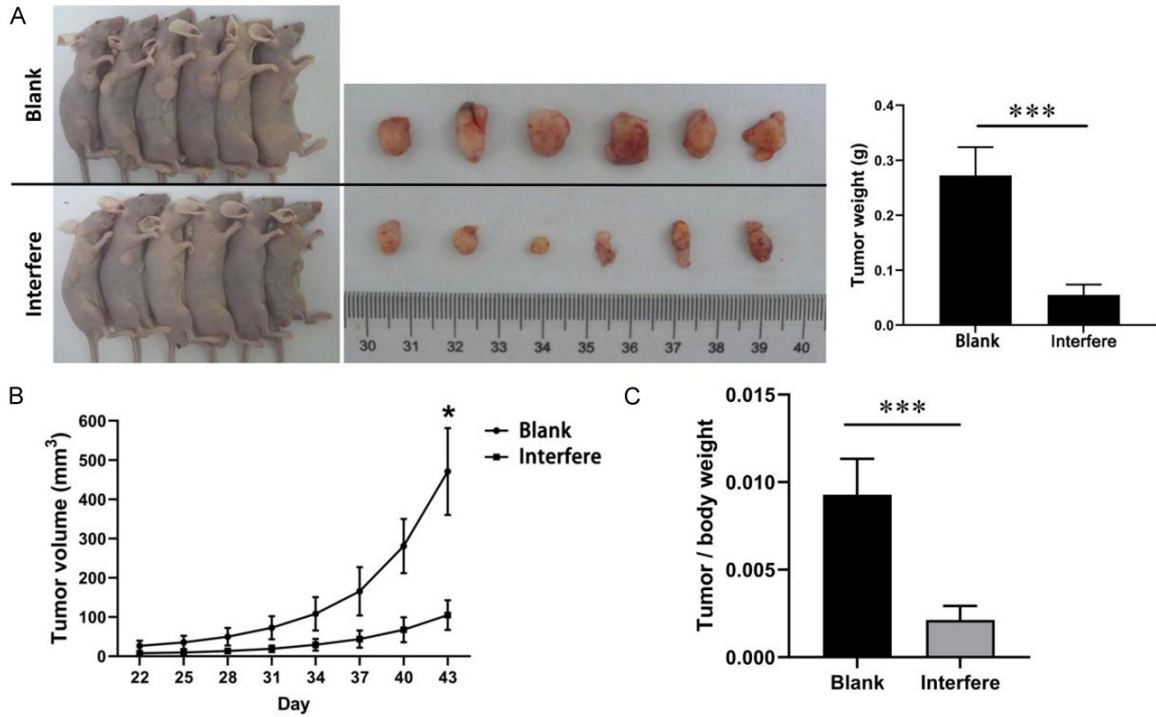 A
Blank
Interfere
30 31 32 33 34 35 36 37 38 39 40
Tumor weight (g)
0.4
0.3
0.2
0.1
0.0
***
Blank Interfere
B
Tumor volume (mm³)
600
500
400
300
200
100
0
*
Blank
Interfere
22 25 28 31 34 37 40 43
Day
C
Tumor / body weight
0.015
0.010
0.005
0.000
***
Blank Interfere